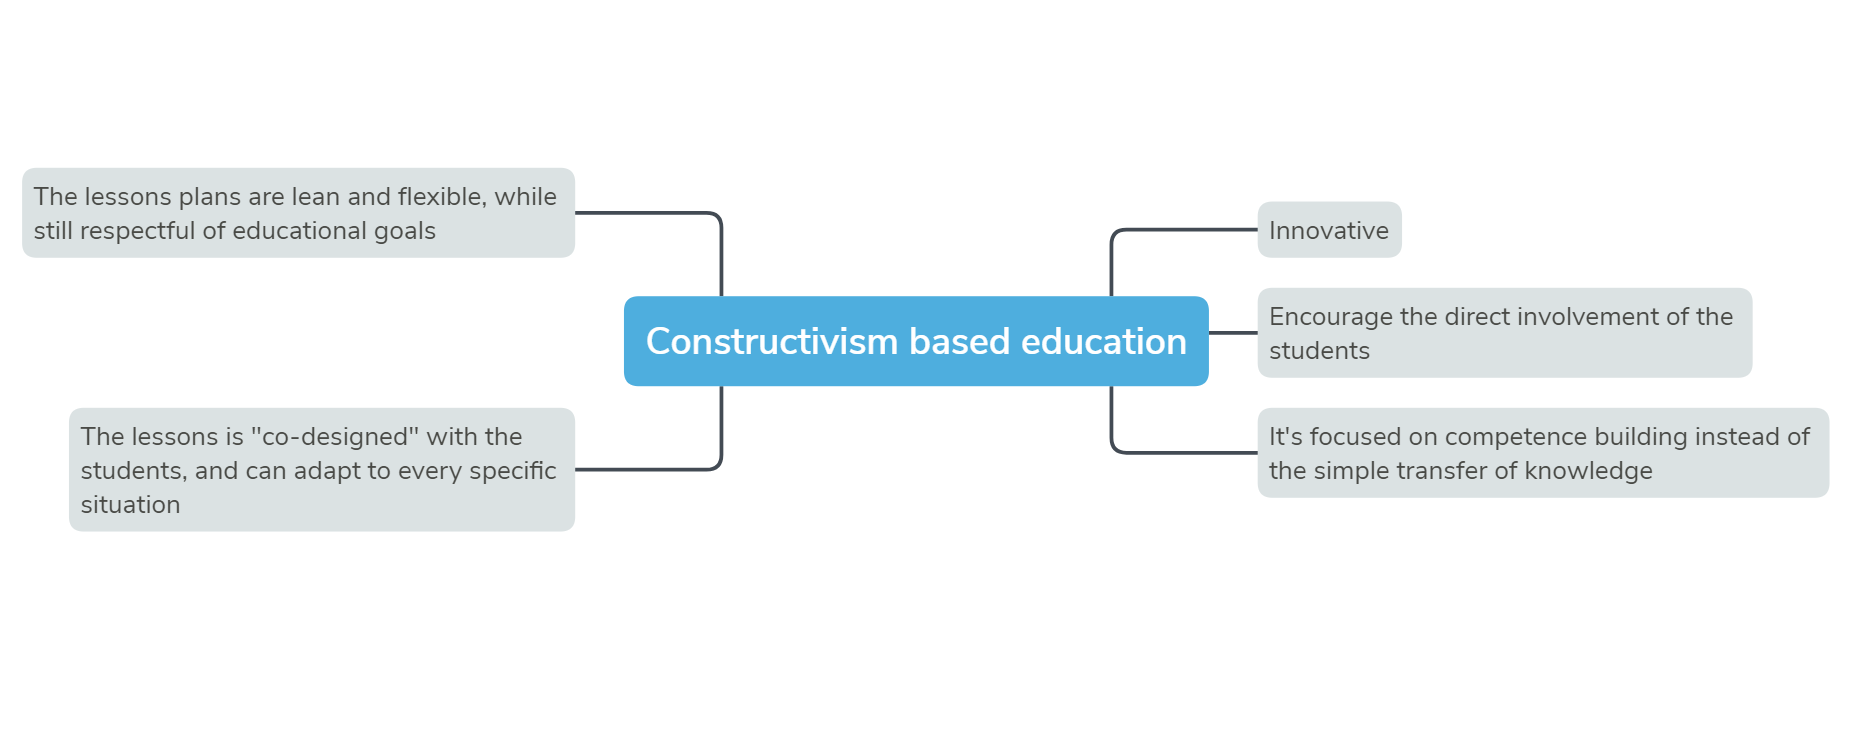 The lessons plans are lean and flexible, while
still respectful of educational goals
The lessons is "co-designed" with the
students, and can adapt to every specific
situation
Constructivism based education
Innovative
Encourage the direct involvement of the
students
It's focused on competence building instead of
the simple transfer of knowledge